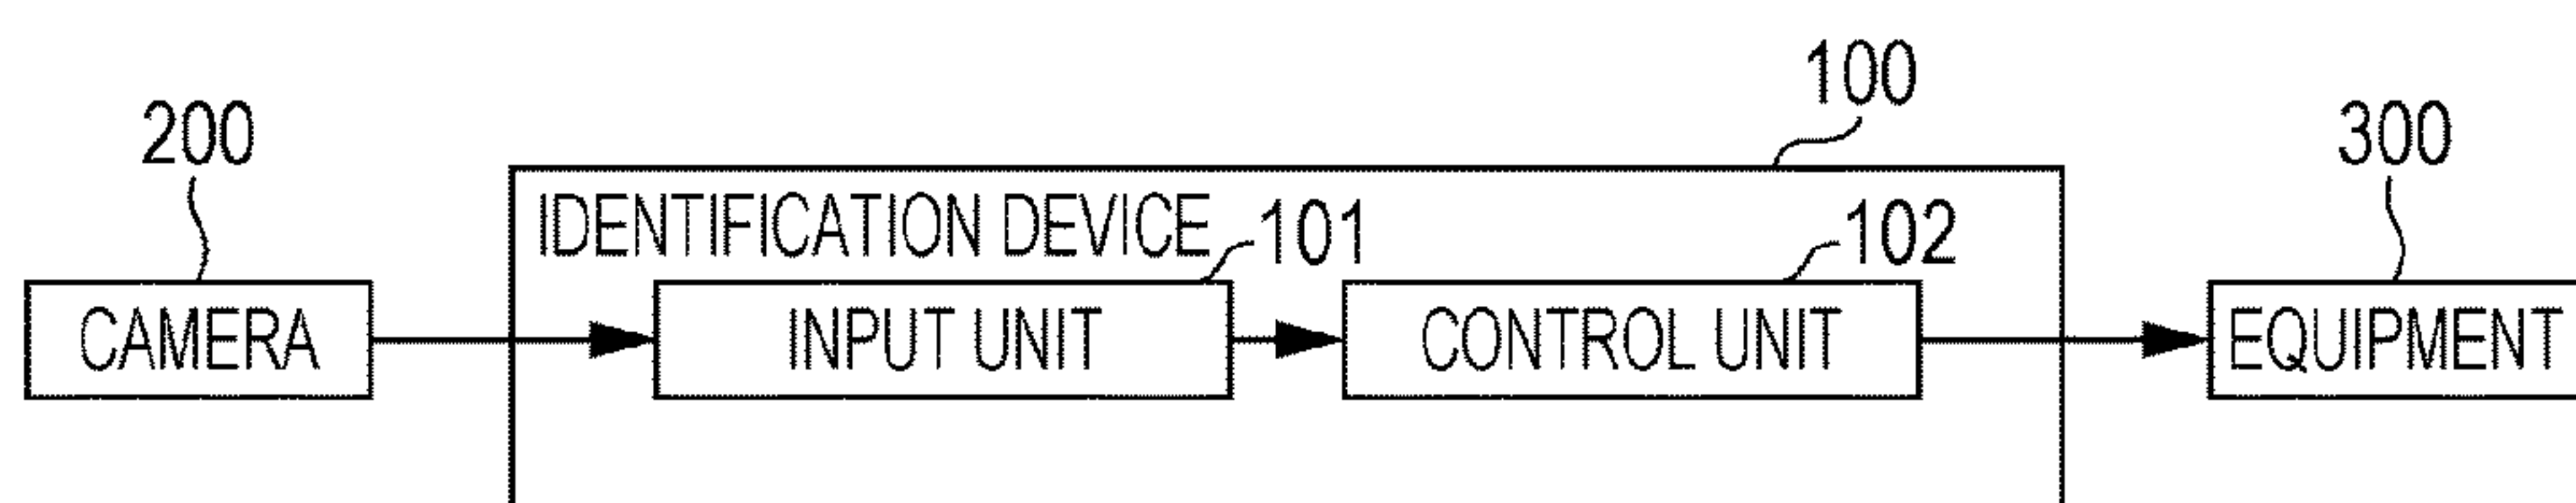 100
200
300
IDENTIFICATION DEVICE
101
102
CAMERA
INPUT UNIT
CONTROL UNIT
EQUIPMENT